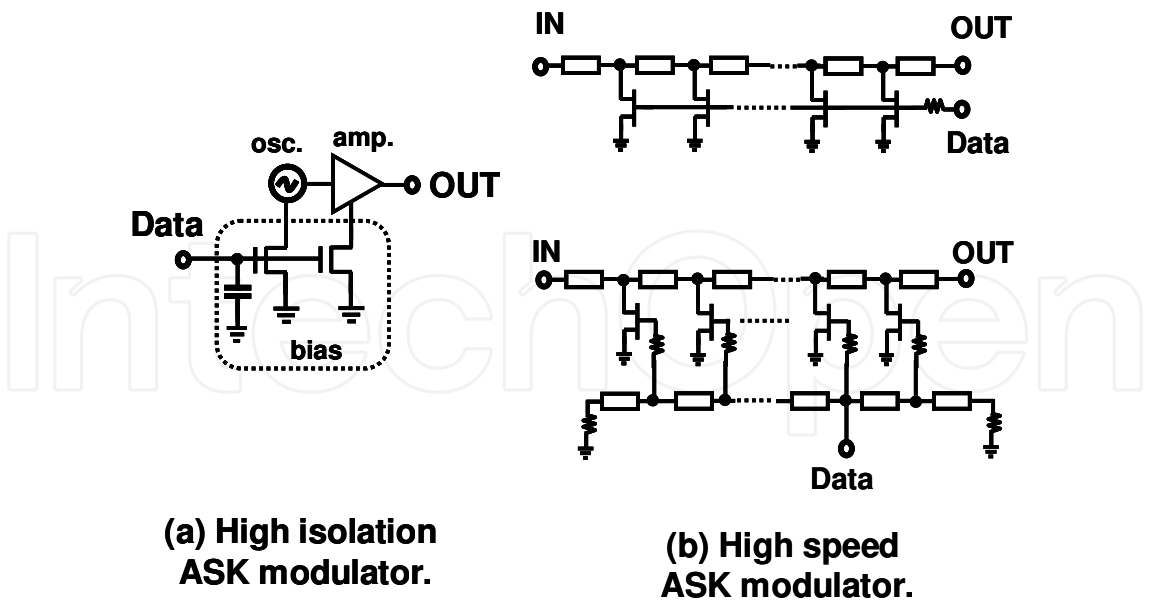 IN
OUT
Data
osc.
amp.
OUT
Data
bias
IN
OUT
Data
(a) High isolation
ASK modulator.
(b) High speed
ASK modulator.
IntechOpen